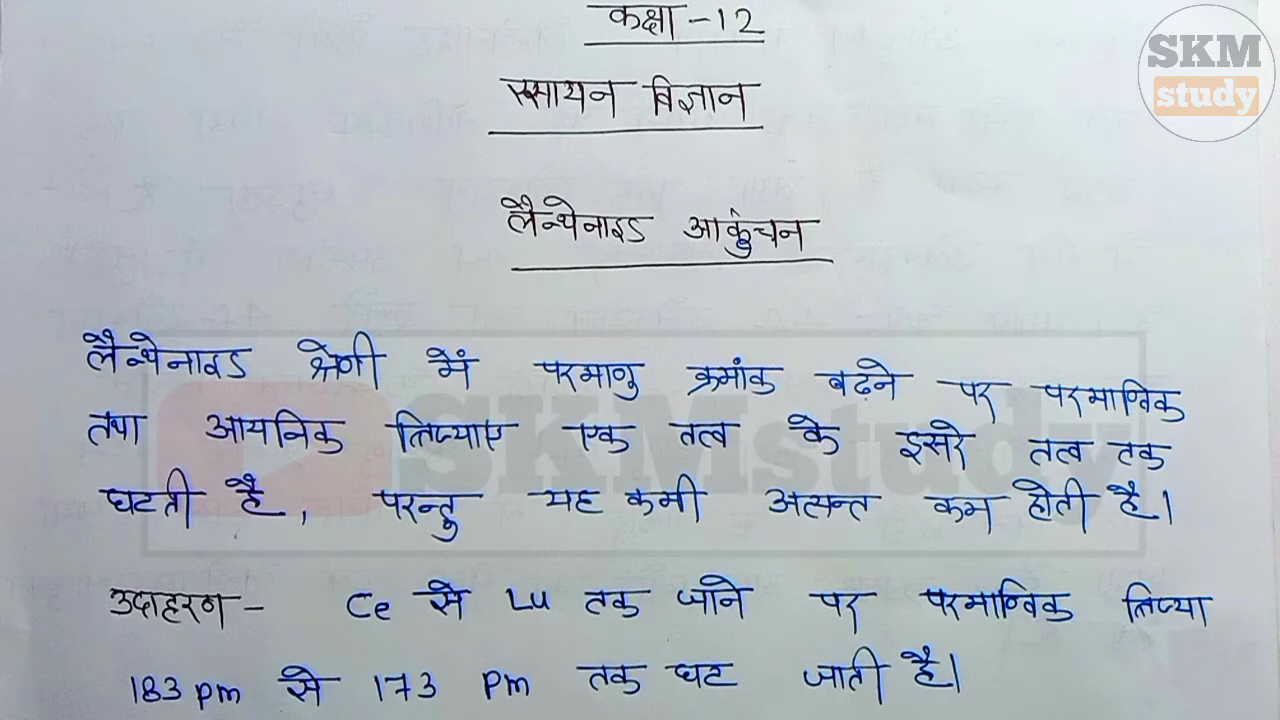 कक्षा - 12
SKM
study
रसायन विज्ञान
लैन्थेनाइड आकुंचन
लैन्थेनाइड श्रेणी में परमाणु क्रमांक बढने पर परमाण्विक
तथा आयनिक त्रिज्याए एक तत्व के दूसरे तत्व तक
घटती है, परन्तु यह कमी अत्यन्त कम होती है।
SKMstudy
उदाहरण - Ce से Lu तक जाने पर परमाण्विक त्रिज्या
183 pm से 173 pm तक घट जाती है।